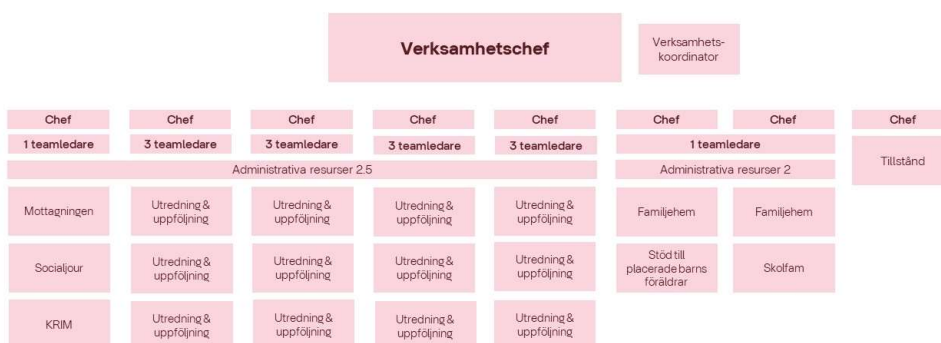 Verksamhetschef
Verksamhets-
koordinator
Chef Chef Chef Chef Chef Chef Chef Chef
1 teamledare 3 teamledare 3 teamledare 3 teamledare 3 teamledare 1 teamledare
Tillstånd
Administrativa resurser 2.5 Administrativa resurser 2
Mottagningen
Utredning &
uppföljning
Utredning &
uppföljning
Utredning &
uppföljning
Utredning &
uppföljning
Familjehem
Familjehem
Socialjour
Utredning &
uppföljning
Utredning &
uppföljning
Utredning &
uppföljning
Utredning &
uppföljning
Stöd till
placerade barns
föräldrar
Skolfam
KRIM
Utredning &
uppföljning
Utredning &
uppföljning
Utredning &
uppföljning
Utredning &
uppföljning